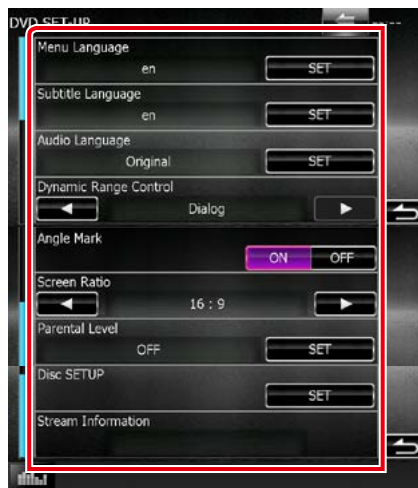 DVD SET-UP
Menu Language
en
SET
Subtitle Language
en
SET
Audio Language
Original
SET
Dynamic Range Control
Dialog
Angle Mark
ON
OFF
Screen Ratio
16 : 9
Parental Level
OFF
SET
Disc SETUP
SET
Stream Information